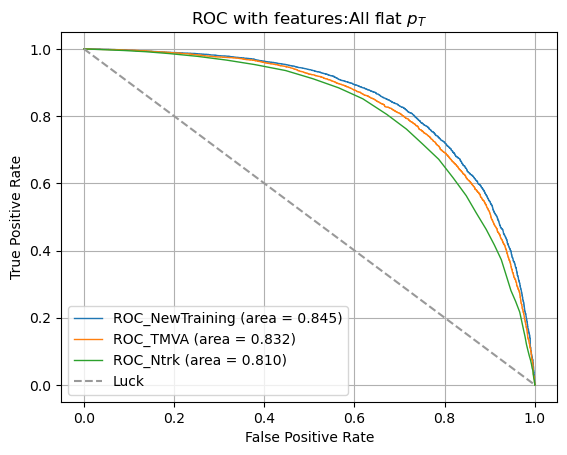 ROC with features:All flat $p_T$
1.0
0.8
0.6
0.4
0.2
0.0
True Positive Rate
ROC_NewTraining (area = 0.845)
ROC_TMVA (area = 0.832)
ROC_Ntrk (area = 0.810)
Luck
0.0 0.2 0.4 0.6 0.8 1.0
False Positive Rate